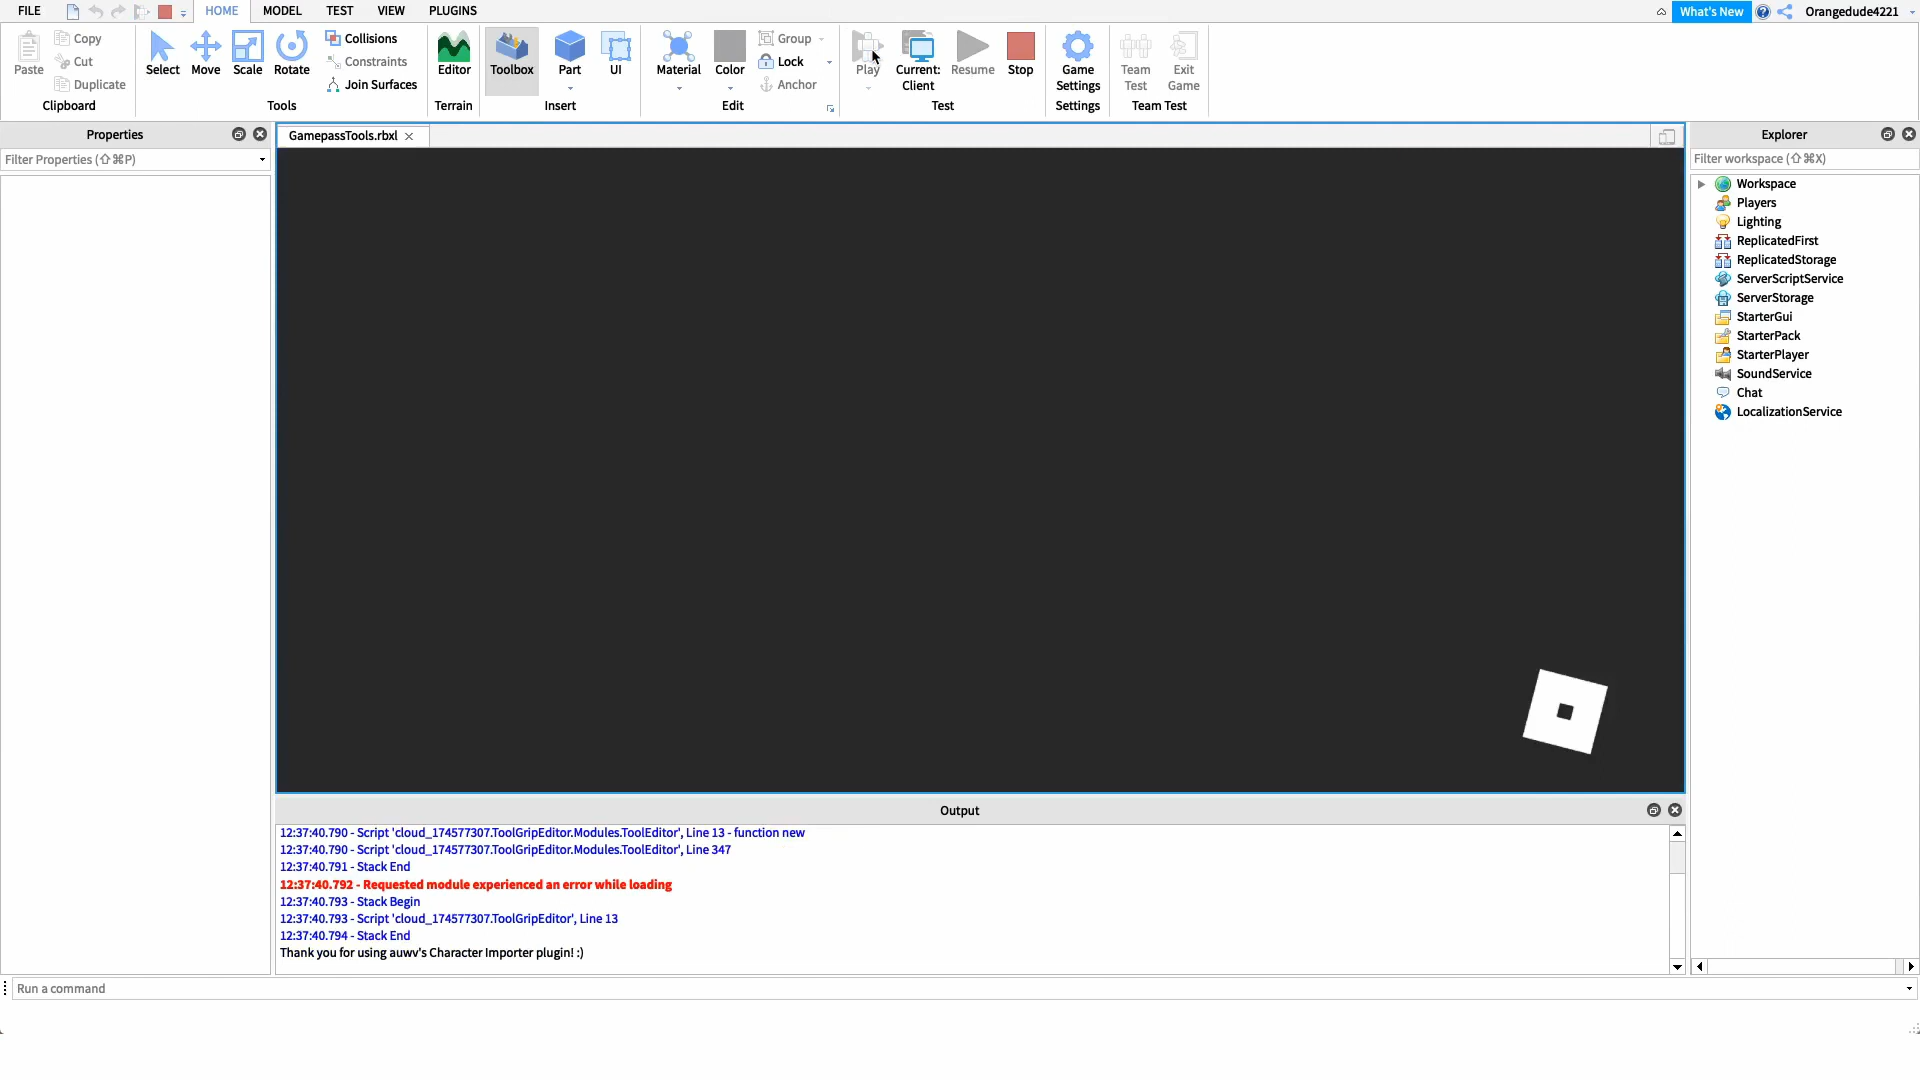 FILE HOME MODEL TEST VIEW PLUGINS What's New Orangedude4221
Paste Copy Cut Duplicate Clipboard
Select Move Scale Rotate Collisions Constraints Join Surfaces Tools
Editor Terrain
Toolbox Part UI Insert
Material Color Group Lock Anchor Edit
Play Current: Client Resume Stop Test
Game Settings Settings
Team Test Exit Game Team Test
Properties
Filter Properties (⇧⌘P)
GamepassTools.rbxl
Explorer
Filter workspace (⇧⌘X)
Workspace
Players
Lighting
ReplicatedFirst
ReplicatedStorage
ServerScriptService
ServerStorage
StarterGui
StarterPack
StarterPlayer
SoundService
Chat
LocalizationService
Output
12:37:40.790 - Script 'cloud_174577307.ToolGripEditor.Modules.ToolEditor', Line 13 - function new
12:37:40.790 - Script 'cloud_174577307.ToolGripEditor.Modules.ToolEditor', Line 347
12:37:40.791 - Stack End
12:37:40.792 - Requested module experienced an error while loading
12:37:40.793 - Stack Begin
12:37:40.793 - Script 'cloud_174577307.ToolGripEditor', Line 13
12:37:40.794 - Stack End
Thank you for using auwv's Character Importer plugin! :)
Run a command